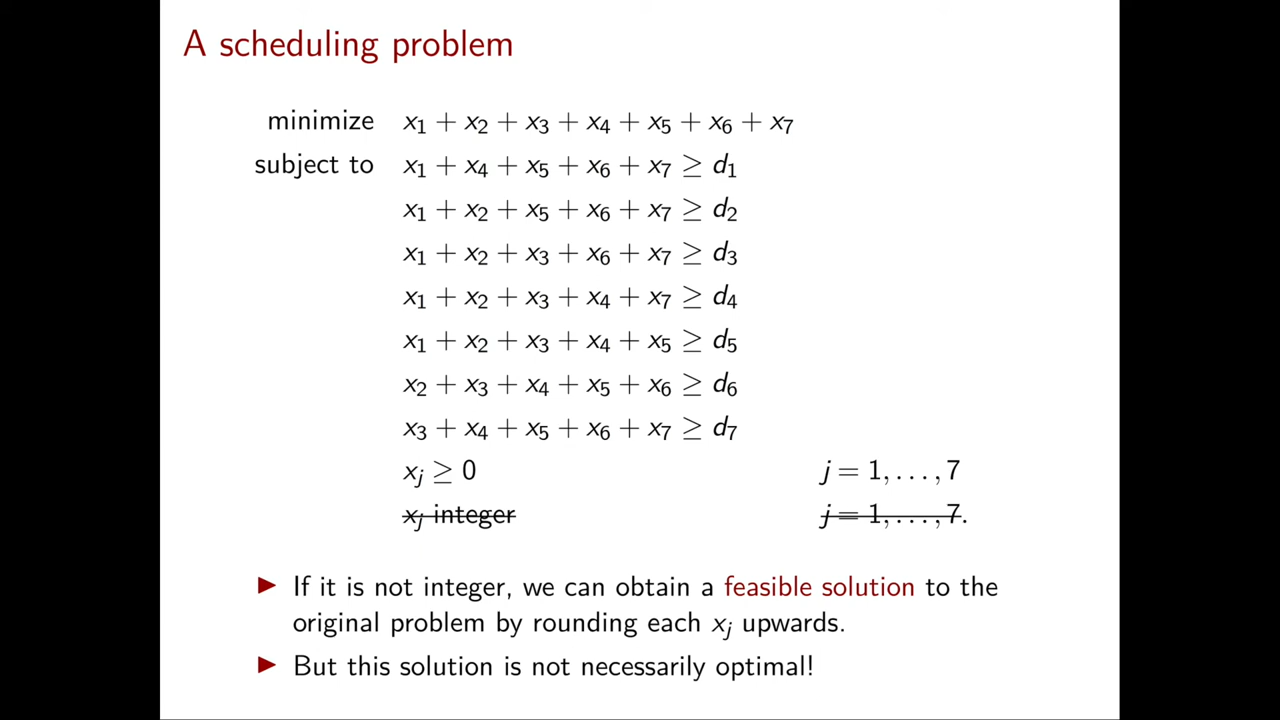 A scheduling problem
minimize x₁ + x₂ + x₃ + x₄ + x₅ + x₆ + x₇
subject to x₁ + x₄ + x₅ + x₆ + x₇ ≥ d₁
x₁ + x₂ + x₅ + x₆ + x₇ ≥ d₂
x₁ + x₂ + x₃ + x₆ + x₇ ≥ d₃
x₁ + x₂ + x₃ + x₄ + x₇ ≥ d₄
x₁ + x₂ + x₃ + x₄ + x₅ ≥ d₅
x₂ + x₃ + x₄ + x₅ + x₆ ≥ d₆
x₃ + x₄ + x₅ + x₆ + x₇ ≥ d₇
xⱼ ≥ 0 j = 1, . . . , 7
xⱼ integer j = 1, . . . , 7.
▶ If it is not integer, we can obtain a feasible solution to the
original problem by rounding each xⱼ upwards.
▶ But this solution is not necessarily optimal!